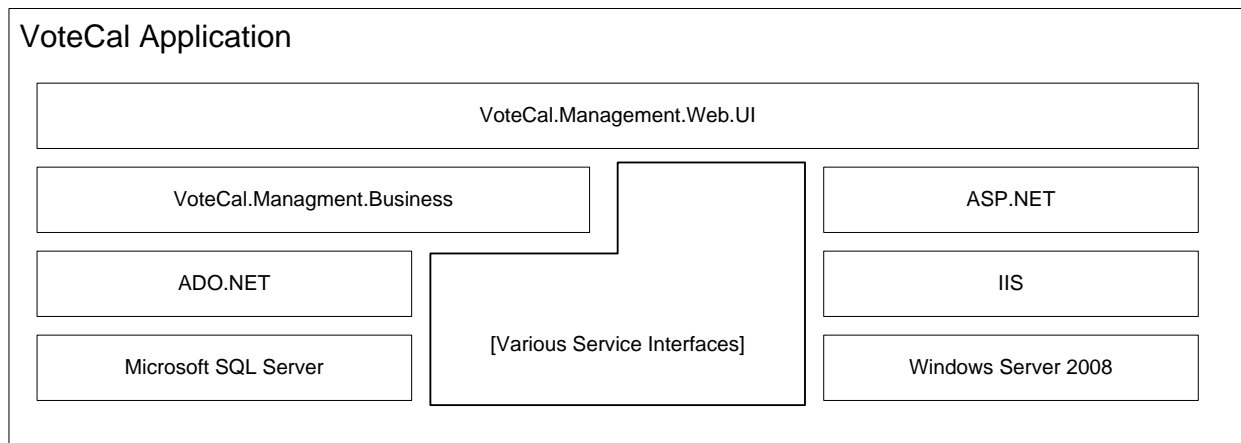 VoteCal Application
VoteCal.Management.Web.UI
VoteCal.Managment.Business
ASP.NET
ADO.NET
IIS
[Various Service Interfaces]
Microsoft SQL Server
Windows Server 2008